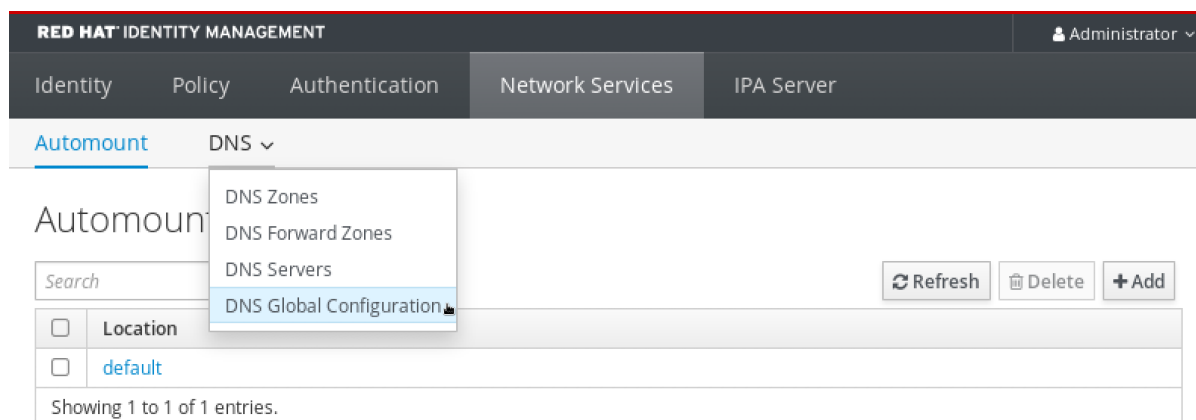 RED HAT® IDENTITY MANAGEMENT Administrator
Identity Policy Authentication Network Services IPA Server
Automount DNS
DNS Zones
DNS Forward Zones
DNS Servers
DNS Global Configuration
Automoun
Search Refresh Delete Add
Location
default
Showing 1 to 1 of 1 entries.